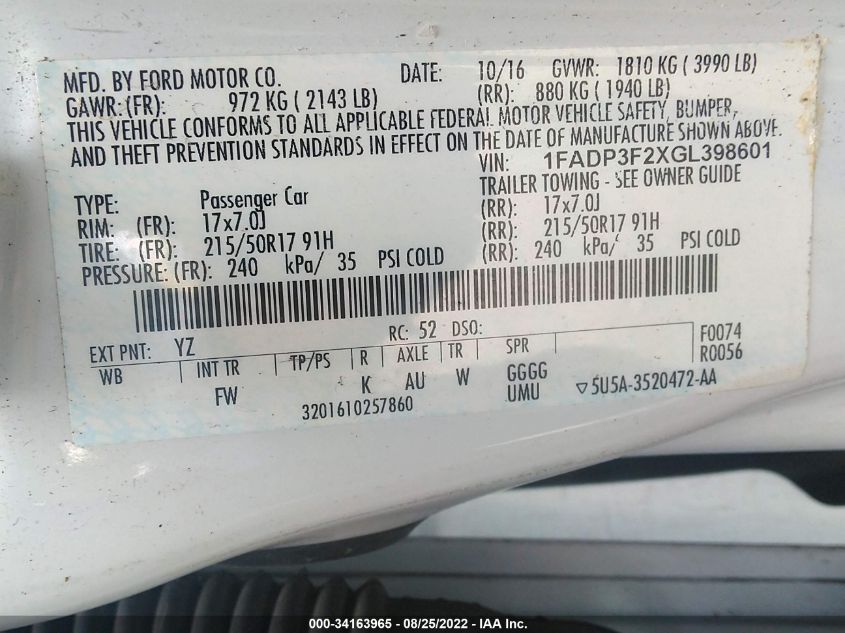 MFD. BY FORD MOTOR CO. DATE: 10/16 GVWR: 1810 KG ( 3990 LB)
GAWR: (FR): 972 KG ( 2143 LB) (RR): 880 KG ( 1940 LB)
THIS VEHICLE CONFORMS TO ALL APPLICABLE FEDERAL MOTOR VEHICLE SAFETY, BUMPER,
AND THEFT PREVENTION STANDARDS IN EFFECT ON THE DATE OF MANUFACTURE SHOWN ABOVE.
VIN: 1FADP3F2XGL398601
TYPE: Passenger Car TRAILER TOWING - SEE OWNER GUIDE
RIM: (FR): 17x7.0J (RR): 17x7.0J
TIRE: (FR): 215/50R17 91H (RR): 215/50R17 91H
PRESSURE: (FR): 240 kPa/ 35 PSI COLD (RR): 240 kPa/ 35 PSI COLD
EXT PNT: YZ RC: 52 DSO: F0074
WB INT TR TP/PS R AXLE TR SPR R0056
FW K AU W GGGG
UMU ▽5U5A-3520472-AA
3201610257860
000-34163965 - 08/25/2022 - IAA Inc.